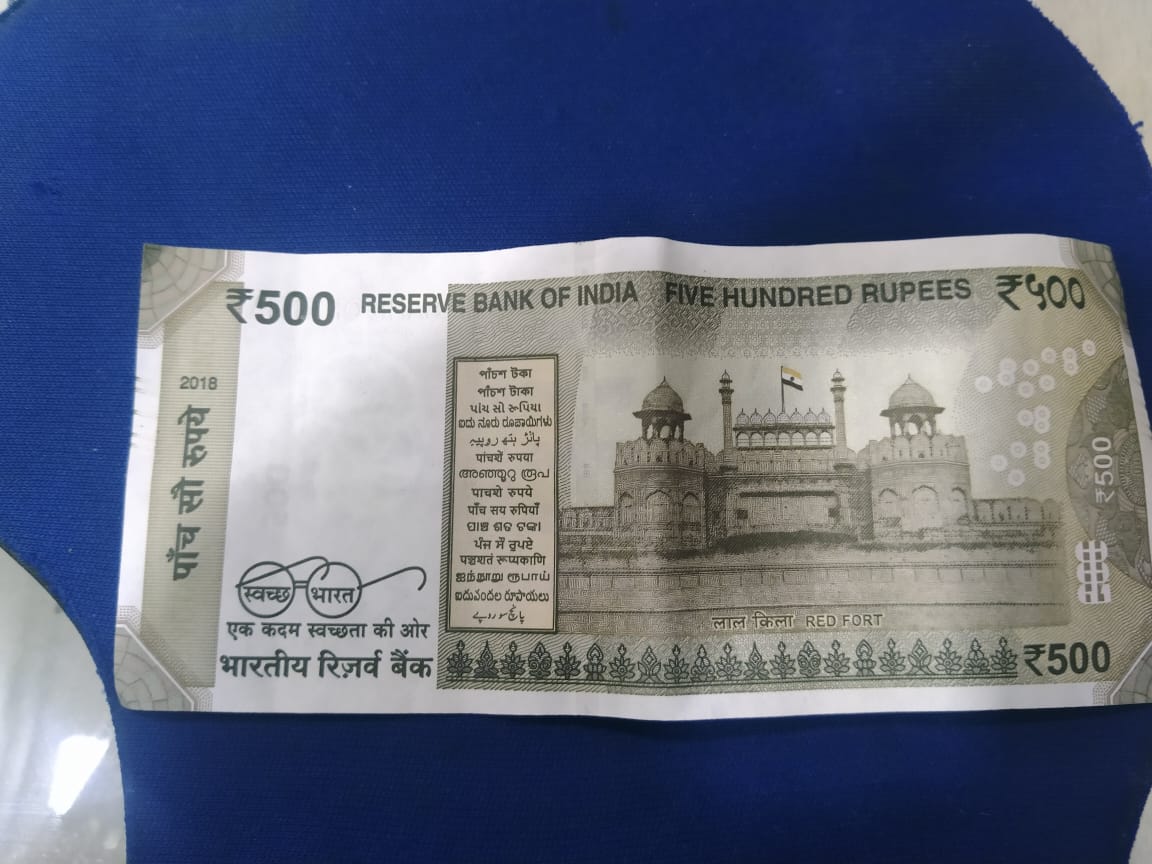 ₹500 RESERVE BANK OF INDIA FIVE HUNDRED RUPEES ₹५००
2018
पाँच सौ रुपये
পাঁচশ টকা
পাঁচশ টাকা
પાંચ સો રૂપિયા
ಐದು ನೂರು ರೂಪಾಯಿಗಳು
پانژ ہتھ روپیہ
पांचशें रुपया
അഞ്ഞൂറു രൂപ
पाचशे रुपये
पाँच सय रुपियाँ
ପାଞ୍ଚ ଶହ ଟଙ୍କା
ਪੰਜ ਸੌ ਰੁਪਏ
पञ्चशतं रूप्यकाणि
ஐந்நூறு ரூபாய்
ఐదువందల రూపాయలు
پانچ سو روپے
₹500
स्वच्छ भारत
एक कदम स्वच्छता की ओर
भारतीय रिज़र्व बैंक
लाल किला RED FORT
₹500